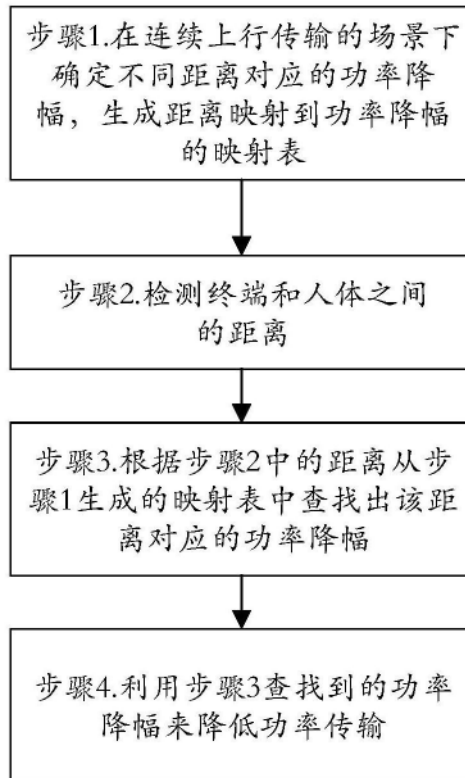 步骤1.在连续上行传输的场景下
确定不同距离对应的功率降
幅，生成距离映射到功率降幅
的映射表
步骤2.检测终端和人体之间
的距离
步骤3.根据步骤2中的距离从步
骤1生成的映射表中查找出该距
离对应的功率降幅
步骤4.利用步骤3查找到的功率
降幅来降低功率传输